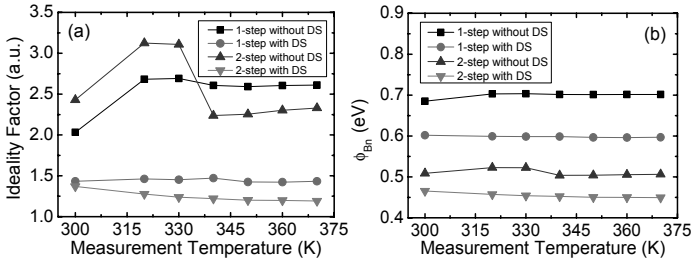 (a)
1-step without DS
1-step with DS
2-step without DS
2-step with DS
Ideality Factor (a.u.)
3.5
3.0
2.5
2.0
1.5
1.0
300 315 330 345 360 375
Measurement Temperature (K)
(b)
1-step without DS
1-step with DS
2-step without DS
2-step with DS
ϕBn (eV)
0.9
0.8
0.7
0.6
0.5
0.4
300 315 330 345 360 375
Measurement Temperature (K)